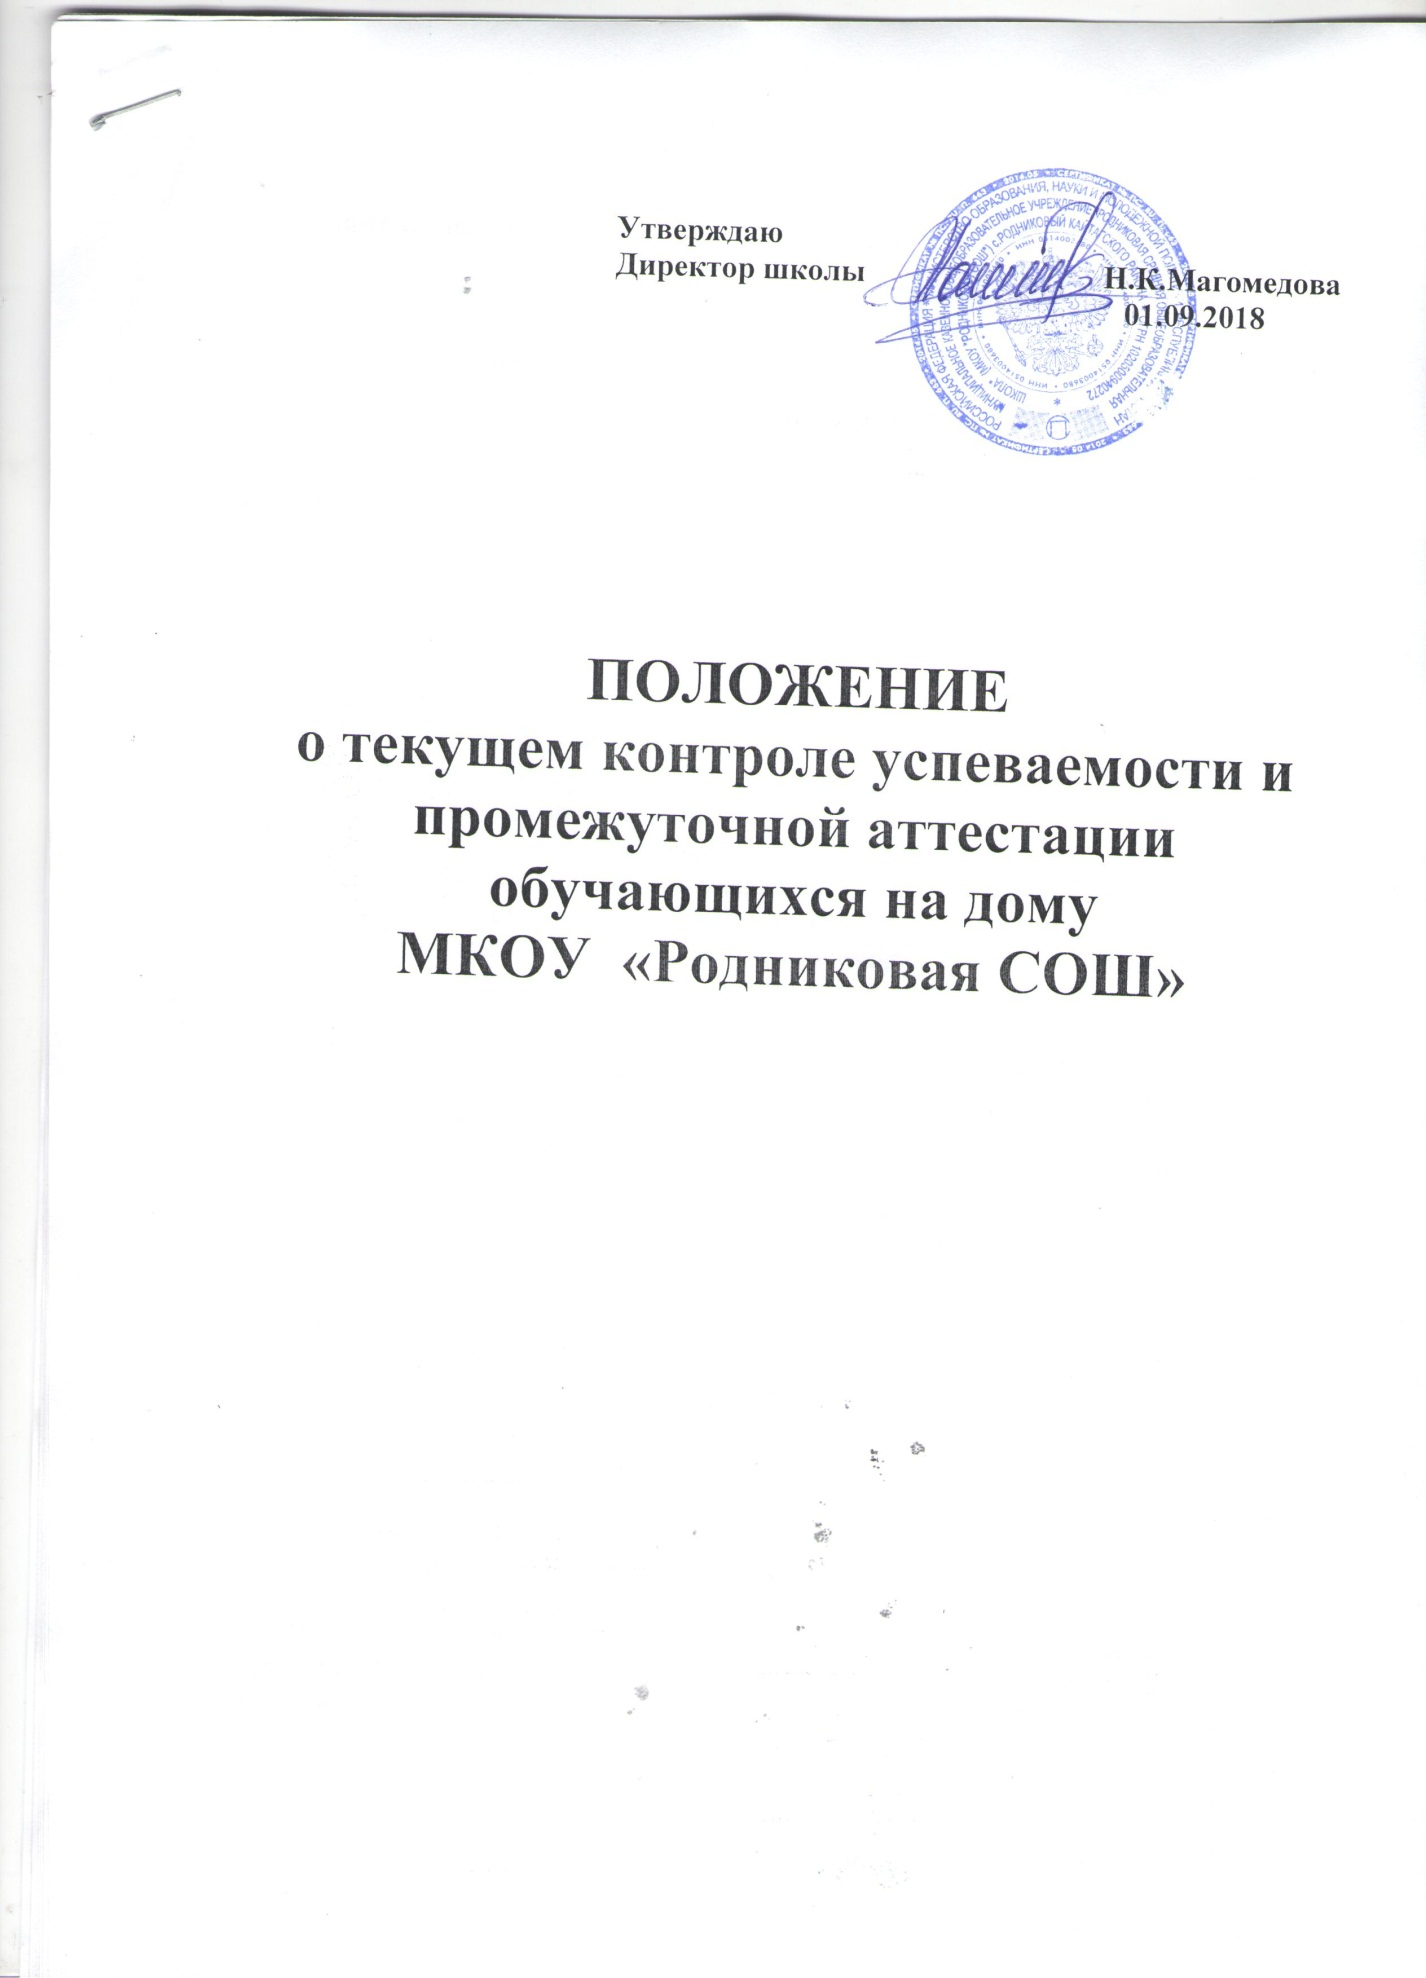 Утверждаю
Директор школы Н.К.Магомедова
01.09.2018
ПОЛОЖЕНИЕ
о текущем контроле успеваемости и
промежуточной аттестации
обучающихся на дому
МКОУ «Родниковая СОШ»